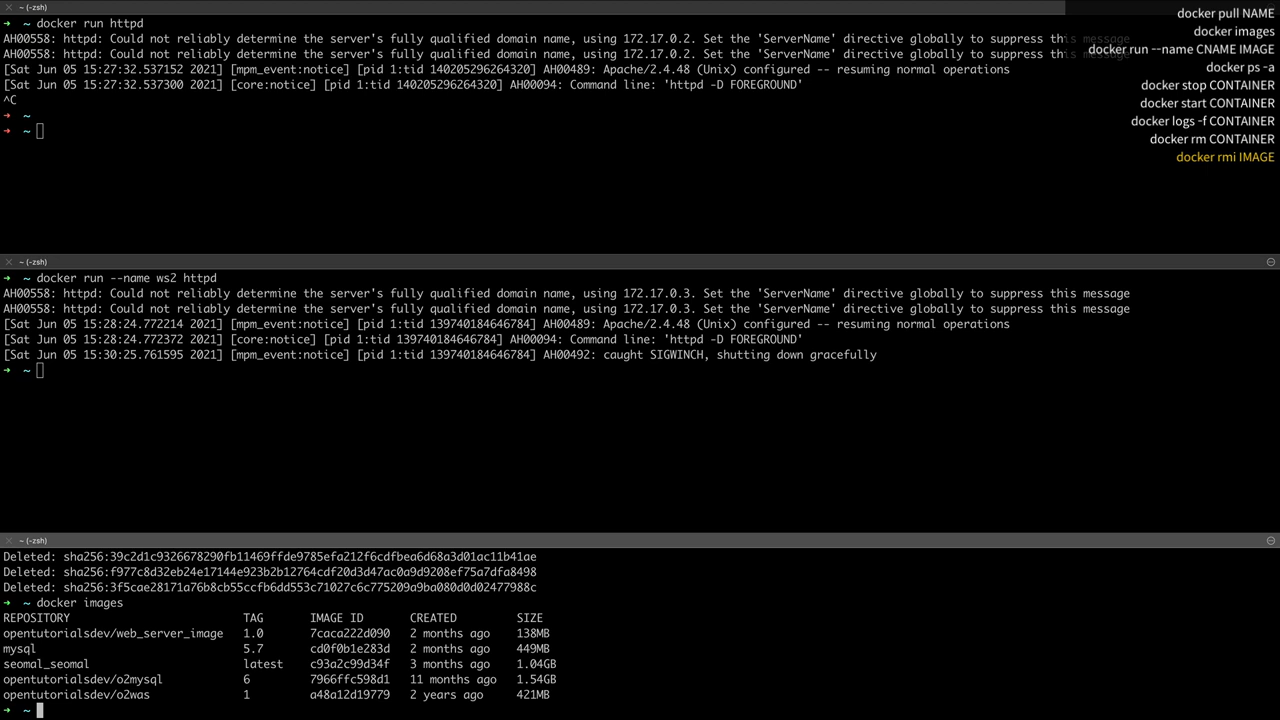 ~ (-zsh)
→ ~ docker run httpd
AH00558: httpd: Could not reliably determine the server's fully qualified domain name, using 172.17.0.2. Set the 'ServerName' directive globally to suppress this message
AH00558: httpd: Could not reliably determine the server's fully qualified domain name, using 172.17.0.2. Set the 'ServerName' directive globally to suppress this message
[Sat Jun 05 15:27:32.537152 2021] [mpm_event:notice] [pid 1:tid 140205296264320] AH00489: Apache/2.4.48 (Unix) configured -- resuming normal operations
[Sat Jun 05 15:27:32.537300 2021] [core:notice] [pid 1:tid 140205296264320] AH00094: Command line: 'httpd -D FOREGROUND'
^C
→ ~
→ ~
docker pull NAME
docker images
docker run --name CNAME IMAGE
docker ps -a
docker stop CONTAINER
docker start CONTAINER
docker logs -f CONTAINER
docker rm CONTAINER
docker rmi IMAGE
~ (-zsh)
→ ~ docker run --name ws2 httpd
AH00558: httpd: Could not reliably determine the server's fully qualified domain name, using 172.17.0.3. Set the 'ServerName' directive globally to suppress this message
AH00558: httpd: Could not reliably determine the server's fully qualified domain name, using 172.17.0.3. Set the 'ServerName' directive globally to suppress this message
[Sat Jun 05 15:28:24.772214 2021] [mpm_event:notice] [pid 1:tid 139740184646784] AH00489: Apache/2.4.48 (Unix) configured -- resuming normal operations
[Sat Jun 05 15:28:24.772372 2021] [core:notice] [pid 1:tid 139740184646784] AH00094: Command line: 'httpd -D FOREGROUND'
[Sat Jun 05 15:30:25.761595 2021] [mpm_event:notice] [pid 1:tid 139740184646784] AH00492: caught SIGWINCH, shutting down gracefully
→ ~
~ (-zsh)
Deleted: sha256:39c2d1c9326678290fb11469ffde9785efa212f6cdfbea6d68a3d01ac11b41ae
Deleted: sha256:f977c8d32eb24e17144e923b2b12764cdf20d3d47ac0a9d9208ef75a7dfa8498
Deleted: sha256:3f5cae28171a76b8cb55ccfb6dd553c71027c6c775209a9ba080d0d02477988c
→ ~ docker images
REPOSITORY TAG IMAGE ID CREATED SIZE
opentutorialsdev/web_server_image 1.0 7caca222d090 2 months ago 138MB
mysql 5.7 cd0f0b1e283d 2 months ago 449MB
seomal_seomal latest c93a2c99d34f 3 months ago 1.04GB
opentutorialsdev/o2mysql 6 7966ffc598d1 11 months ago 1.54GB
opentutorialsdev/o2was 1 a48a12d19779 2 years ago 421MB
→ ~